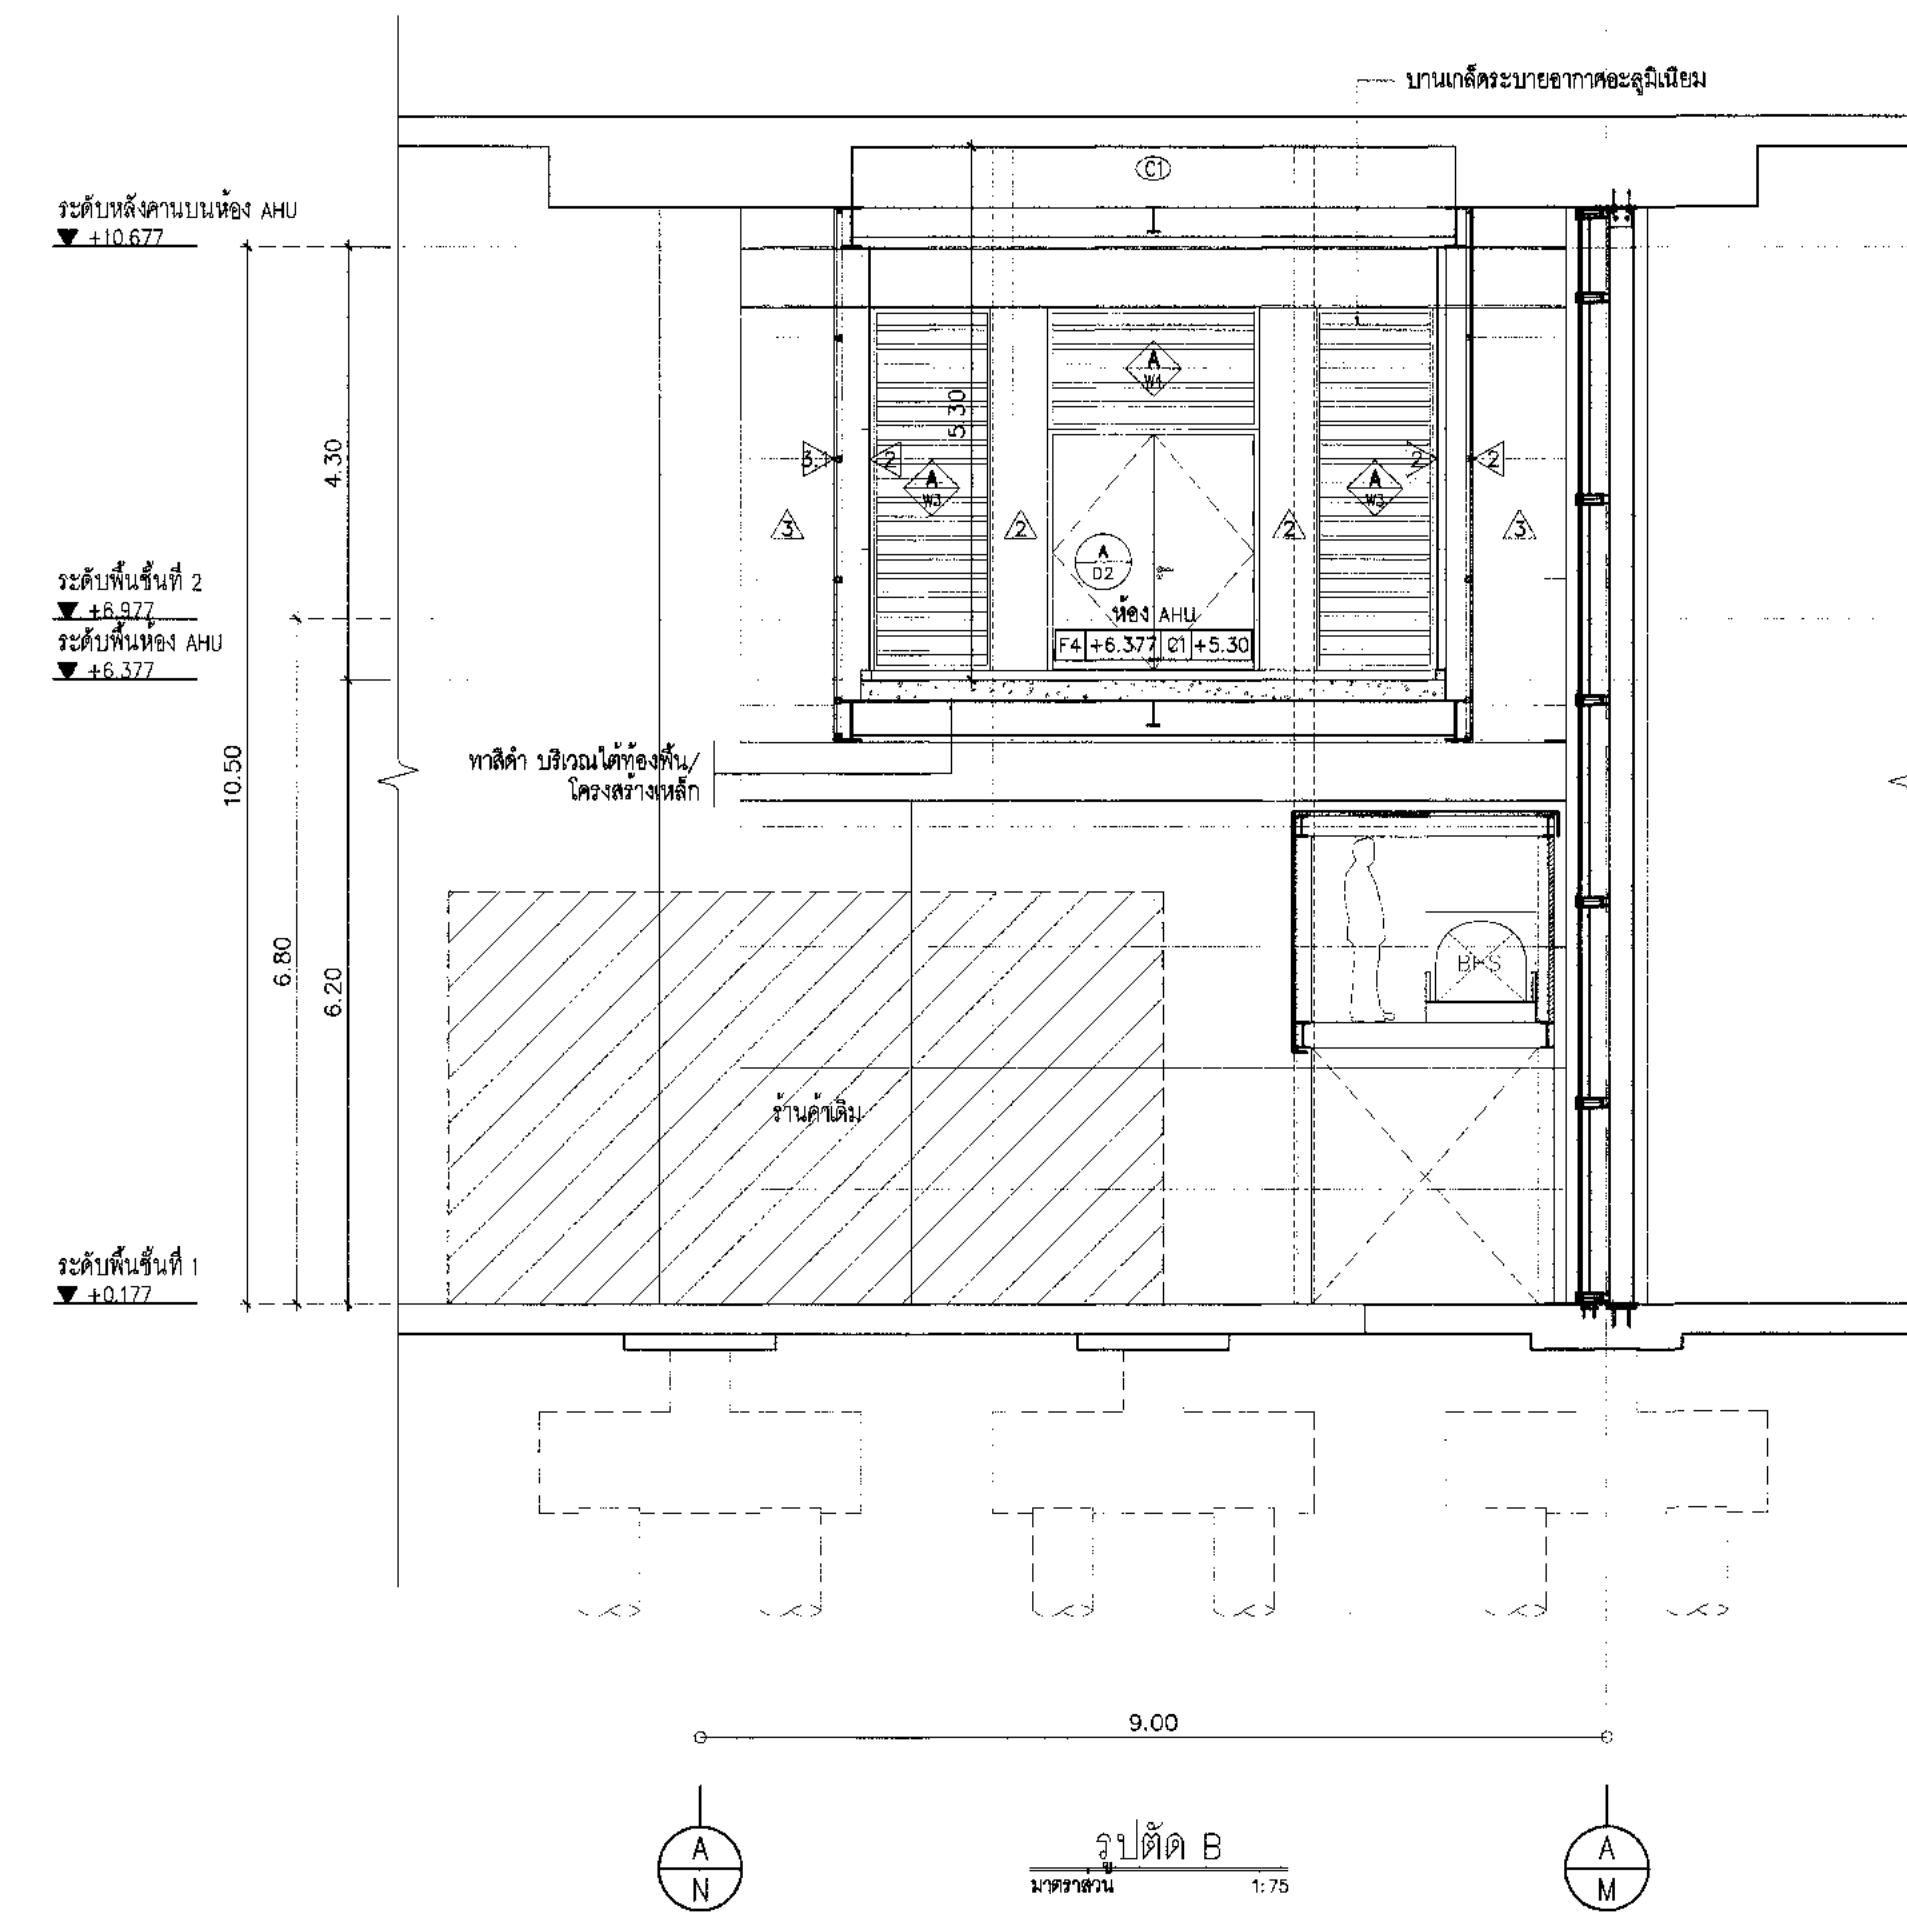 บานเกล็ดระบายอากาศอะลูมิเนียม
C1
ระดับหลังคาบนห้อง AHU
+10.677
A
W1
5.30
4.30
3.1
2
A
W3
2
A
W3
2
3
2
2
3
A
D2
ระดับพื้นชั้นที่ 2
+6.977
ห้อง AHU
ระดับพื้นห้อง AHU
F4 +6.377 C1 +5.30
+6.377
ทาสีดำ บริเวณใต้ท้องพื้น/
โครงสร้างเหล็ก
10.50
6.80
6.20
BHS
ร้านค้าเดิม
ระดับพื้นชั้นที่ 1
+0.177
9.00
A
N
รูปตัด B
มาตราส่วน 1:75
A
M